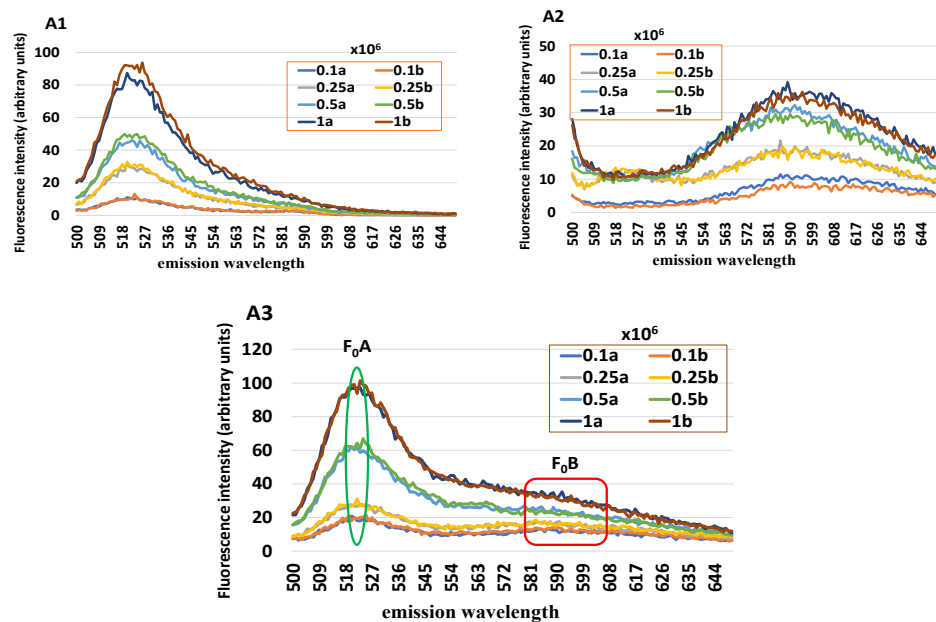 A1
Fluorescence intensity (arbitrary units)
120
100
80
60
40
20
0
x10⁶
0.1a 0.1b
0.25a 0.25b
0.5a 0.5b
1a 1b
500 509 518 527 536 545 554 563 572 581 590 599 608 617 626 635 644
emission wavelength
A2
Fluorescence intensity (arbitrary units)
50
40
30
20
10
0
x10⁶
0.1a 0.1b
0.25a 0.25b
0.5a 0.5b
1a 1b
500 509 518 527 536 545 554 563 572 581 590 599 608 617 626 635 644
emission wavelength
A3
Fluorescence intensity (arbitrary units)
120
100
80
60
40
20
0
F₀A
F₀B
x10⁶
0.1a 0.1b
0.25a 0.25b
0.5a 0.5b
1a 1b
500 509 518 527 536 545 554 563 572 581 590 599 608 617 626 635 644
emission wavelength